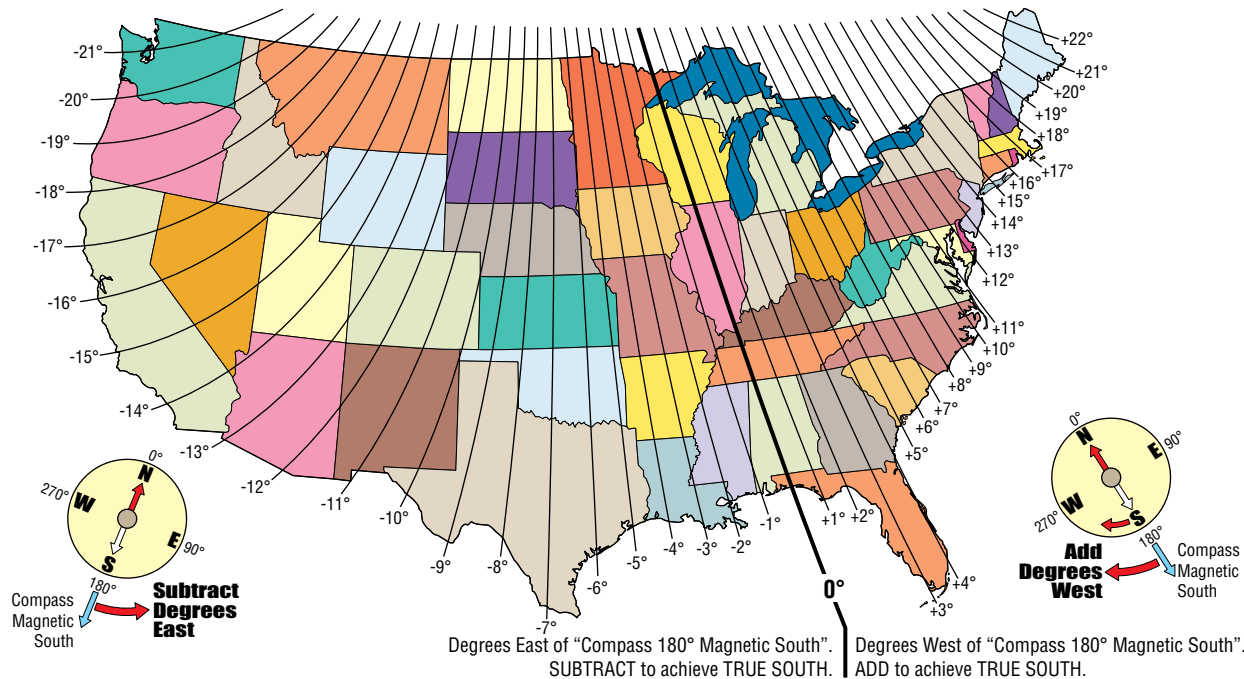 -21°
-20°
-19°
-18°
-17°
-16°
-15°
-14°
-13°
-12°
-11°
-10°
-9°
-8°
-7°
-6°
-5°
-4°
-3°
-2°
-1°
0°
+1°
+2°
+3°
+4°
+5°
+6°
+7°
+8°
+9°
+10°
+11°
+12°
+13°
+14°
+15°
+16°
+17°
+18°
+19°
+20°
+21°
+22°
0°
N
270°
W
E
90°
S
180°
Compass
Magnetic
South
Subtract
Degrees
East
0°
N
90°
E
W
270°
S
180°
Add
Degrees
West
Compass
Magnetic
South
Degrees East of “Compass 180° Magnetic South”.
SUBTRACT to achieve TRUE SOUTH.
Degrees West of “Compass 180° Magnetic South”.
ADD to achieve TRUE SOUTH.